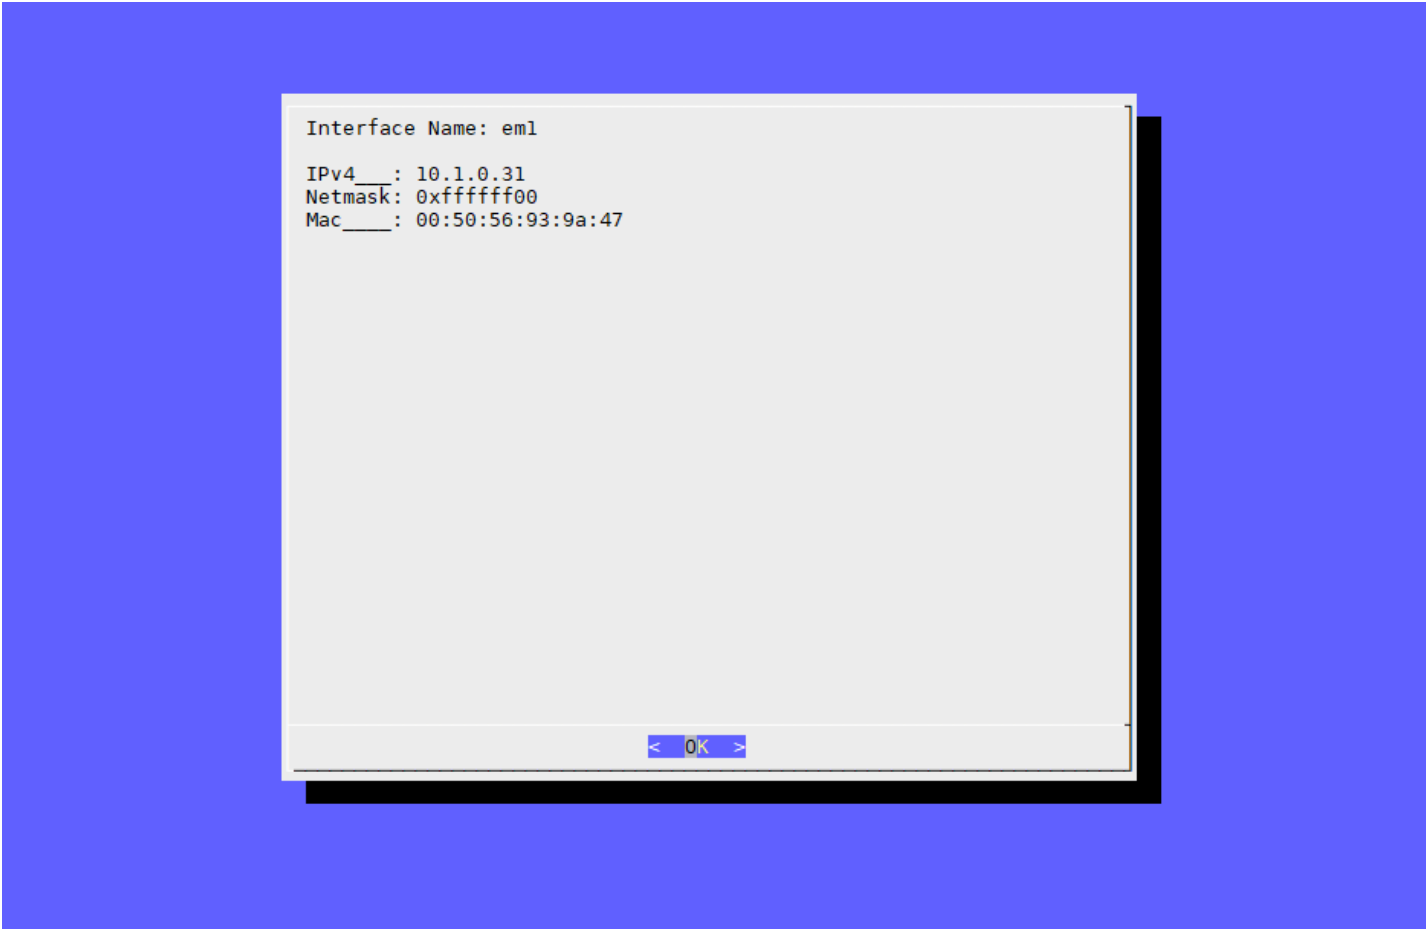 Interface Name: em1
IPv4___: 10.1.0.31
Netmask: 0xffffff00
Mac____: 00:50:56:93:9a:47
<  OK  >